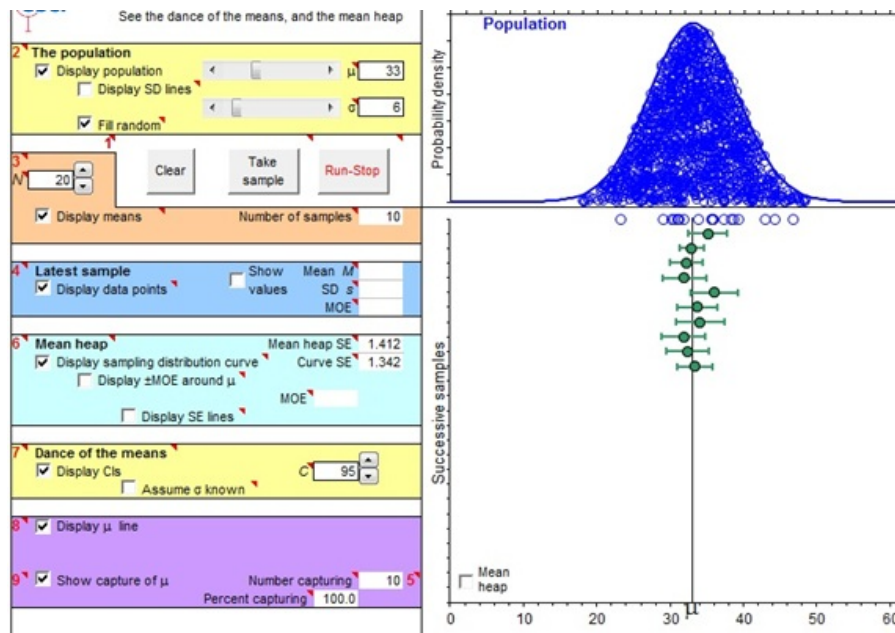 See the dance of the means, and the mean heap
2 The population
Display population µ 33
Display SD lines
σ 6
Fill random
1
3
N 20
Clear
Take sample
Run-Stop
Display means Number of samples 10
4 Latest sample
Display data points
Show values
Mean M
SD s
MOE
6 Mean heap Mean heap SE 1.412
Display sampling distribution curve Curve SE 1.342
Display ±MOE around µ
MOE
Display SE lines
7 Dance of the means
Display CIs C 95
Assume σ known
8 Display µ line
9 Show capture of µ Number capturing 10 5
Percent capturing 100.0
Population
Probability density
Successive samples
Mean heap
0 10 20 30 µ 40 50